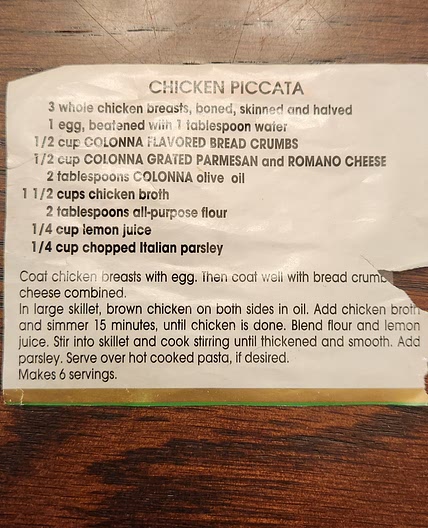 CHICKEN PICCATA
3 whole chicken breasts, boned, skinned and halved
1 egg, beatened with 1 tablespoon water
1/2 cup COLONNA FLAVORED BREAD CRUMBS
1/2 cup COLONNA GRATED PARMESAN and ROMANO CHEESE
2 tablespoons COLONNA olive oil
1 1/2 cups chicken broth
2 tablespoons all-purpose flour
1/4 cup lemon juice
1/4 cup chopped Italian parsley
Coat chicken breasts with egg. Then coat well with bread crumb
cheese combined.
In large skillet, brown chicken on both sides in oil. Add chicken broth
and simmer 15 minutes, until chicken is done. Blend flour and lemon
juice. Stir into skillet and cook stirring until thickened and smooth. Add
parsley. Serve over hot cooked pasta, if desired.
Makes 6 servings.